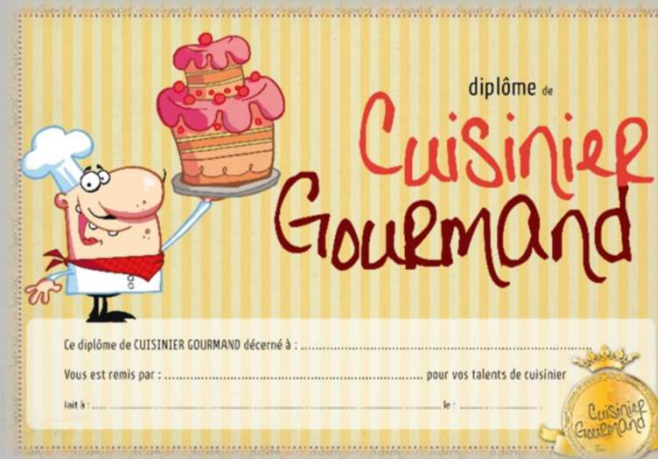 diplôme de
Cuisinier
Gourmand
Ce diplôme de CUISINIER GOURMAND décerné à : ..........
Vous est remis par : .......... pour vos talents de cuisinier
Fait à : .......... le : ..........
Cuisinier
Gourmand